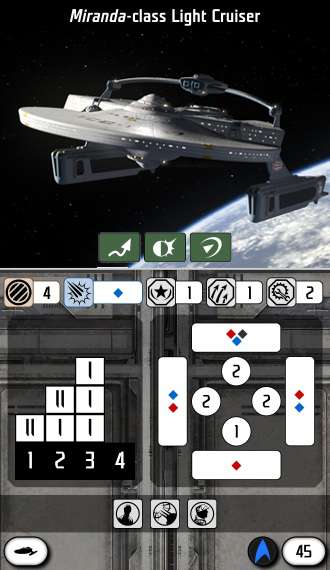 Miranda-class Light Cruiser
4 1 1 2
I
II I
II I I
1 2 3 4
2
2 2
1
45